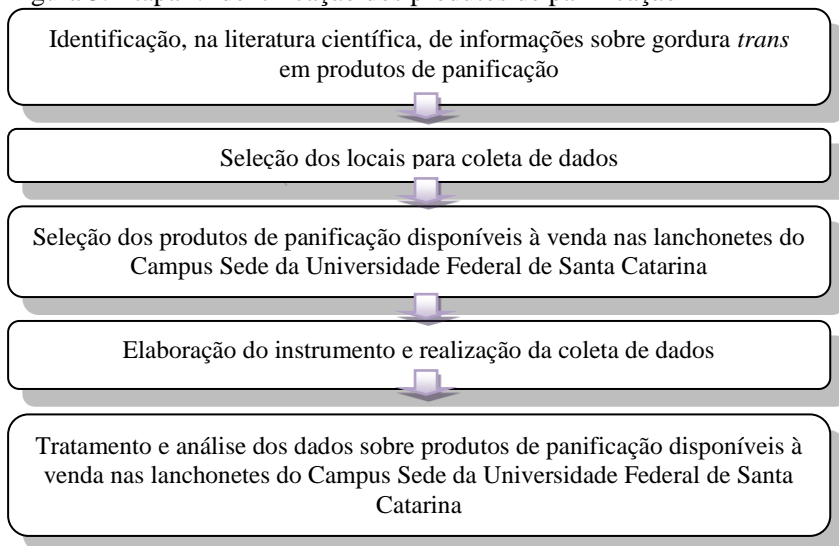 Identificação, na literatura científica, de informações sobre gordura trans
em produtos de panificação
Seleção dos locais para coleta de dados
Seleção dos produtos de panificação disponíveis à venda nas lanchonetes do
Campus Sede da Universidade Federal de Santa Catarina
Elaboração do instrumento e realização da coleta de dados
Tratamento e análise dos dados sobre produtos de panificação disponíveis à
venda nas lanchonetes do Campus Sede da Universidade Federal de Santa
Catarina